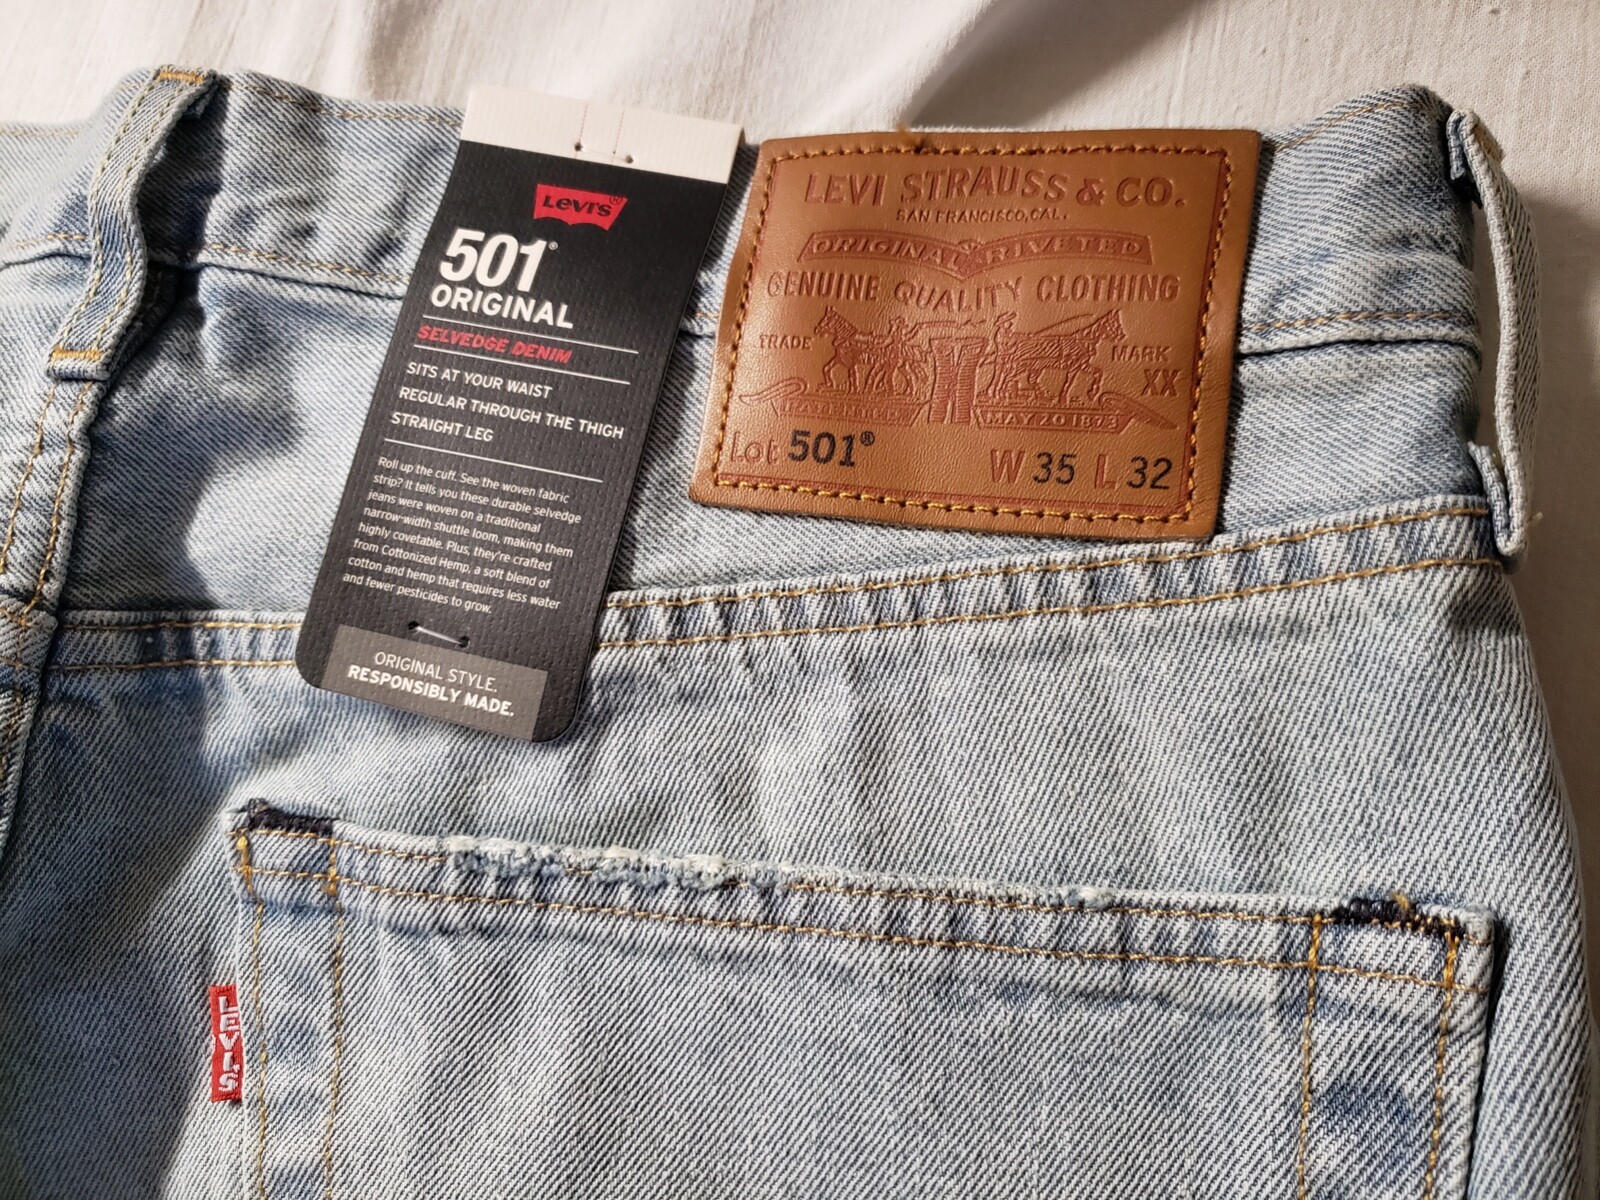 Levi's®
501®
ORIGINAL
SELVEDGE DENIM
SITS AT YOUR WAIST
REGULAR THROUGH THE THIGH
STRAIGHT LEG
Roll up the cuff. See the woven fabric
strip? It tells you these durable selvedge
jeans were woven on a traditional
narrow-width shuttle loom, making them
highly covetable. Plus, they're crafted
from Cottonized Hemp, a soft blend of
cotton and hemp that requires less water
and fewer pesticides to grow.
ORIGINAL STYLE.
RESPONSIBLY MADE.
LEVI STRAUSS & CO.
SAN FRANCISCO, CAL.
ORIGINAL RIVETED
GENUINE QUALITY CLOTHING
TRADE MARK
XX
PATENTED MAY 20 1873
Lot 501® W 35 L 32
LEVI'S